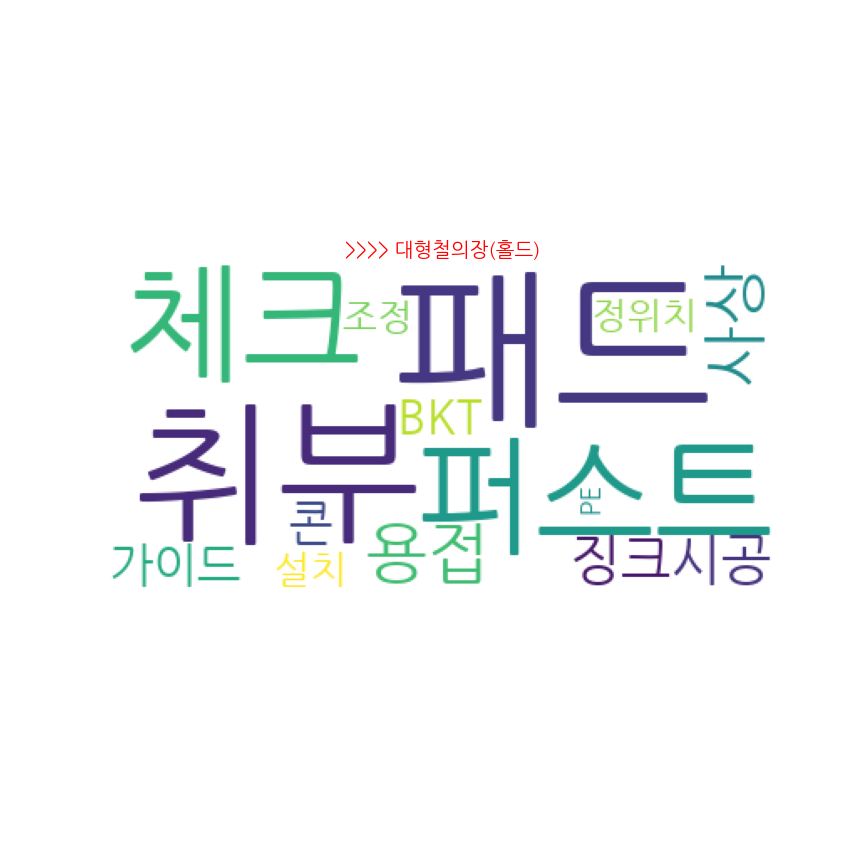 >>>> 대형철의장(홀드)
체크
조정
패드
정위치
사상
취부
BKT
퍼스트
PE
콘
가이드
설치
용접
징크
시공